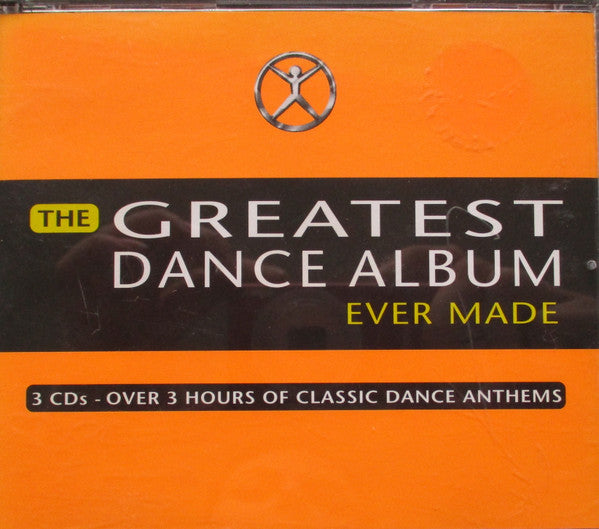 THE GREATEST
DANCE ALBUM
EVER MADE
3 CDs - OVER 3 HOURS OF CLASSIC DANCE ANTHEMS